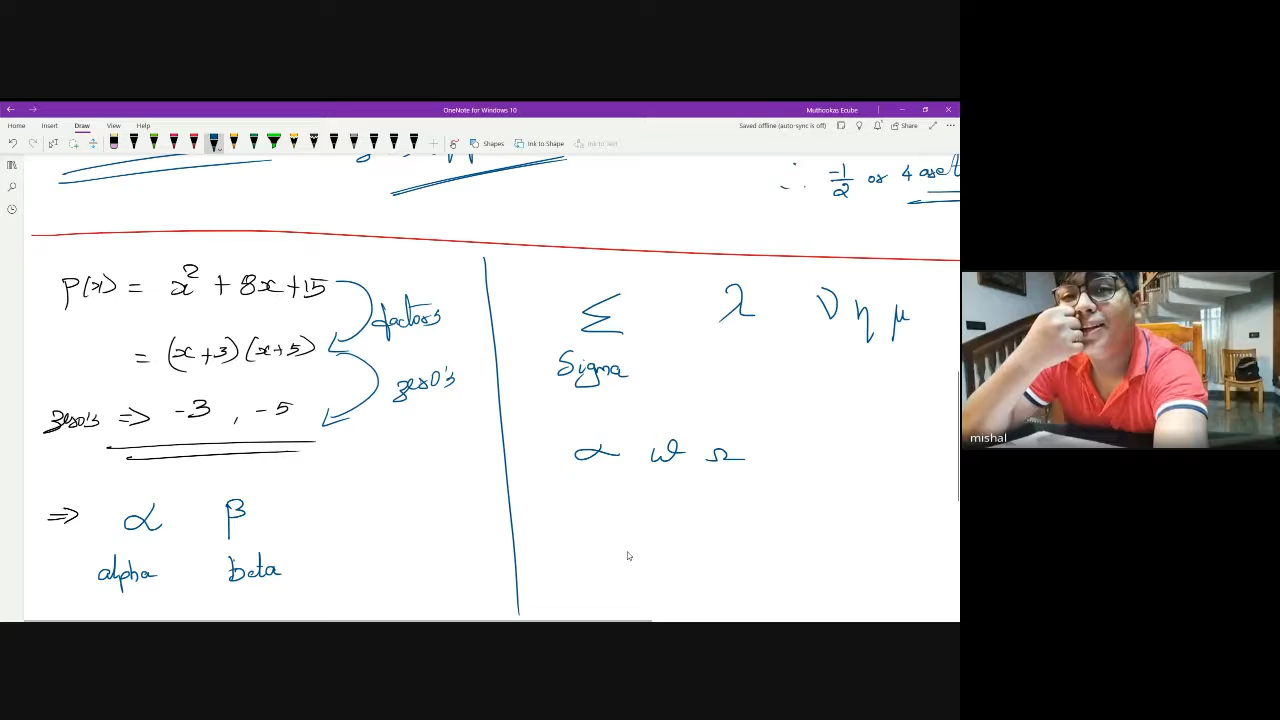 OneNote for Windows 10
Muthookas Ecube
Home Insert Draw View Help
Saved offline (auto-sync is off) Share
Shapes Ink to Shape Ink to Text
∴ -1/2 or 4 are t
P(x) = x² + 8x + 15
factors
= (x+3)(x+5)
zero's
zero's ⇒ -3 , -5
⇒ α β
alpha beta
Σ λ ν η μ
Sigma
α ω Ω
mishal